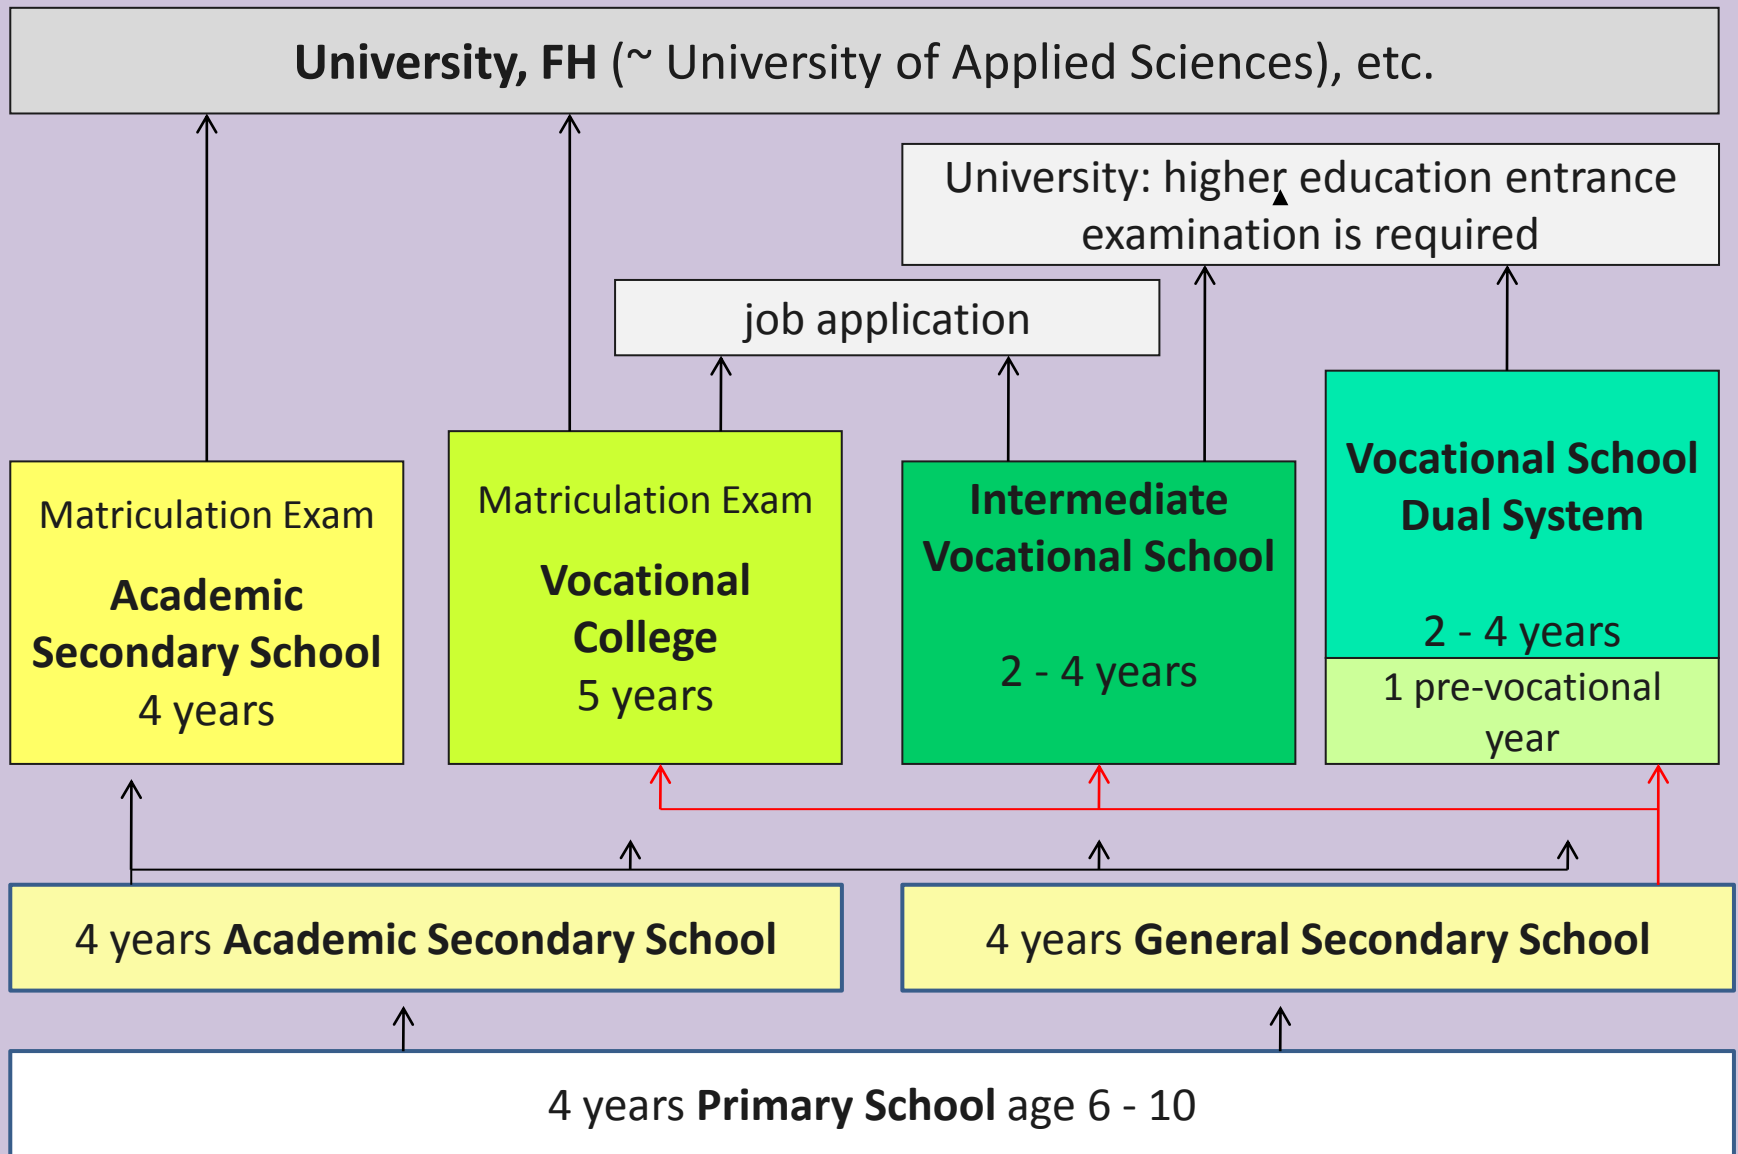 University, FH (~ University of Applied Sciences), etc.
University: higher education entrance
examination is required
job application
Matriculation Exam
Academic
Secondary School
4 years
Matriculation Exam
Vocational
College
5 years
Intermediate
Vocational School
2 - 4 years
Vocational School
Dual System
2 - 4 years
1 pre-vocational
year
4 years Academic Secondary School
4 years General Secondary School
4 years Primary School age 6 - 10